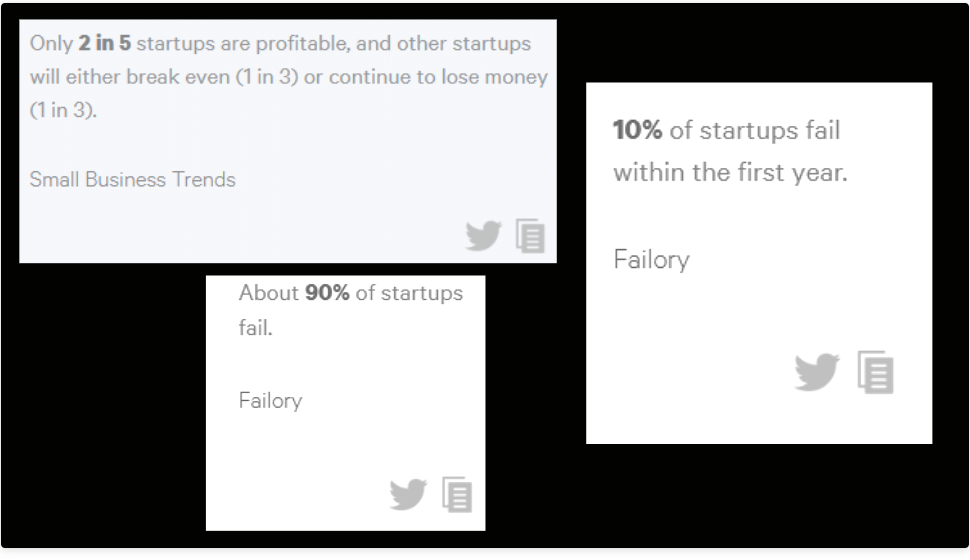 Only 2 in 5 startups are profitable, and other startups
will either break even (1 in 3) or continue to lose money
(1 in 3).
Small Business Trends
10% of startups fail
within the first year.
Failory
About 90% of startups
fail.
Failory